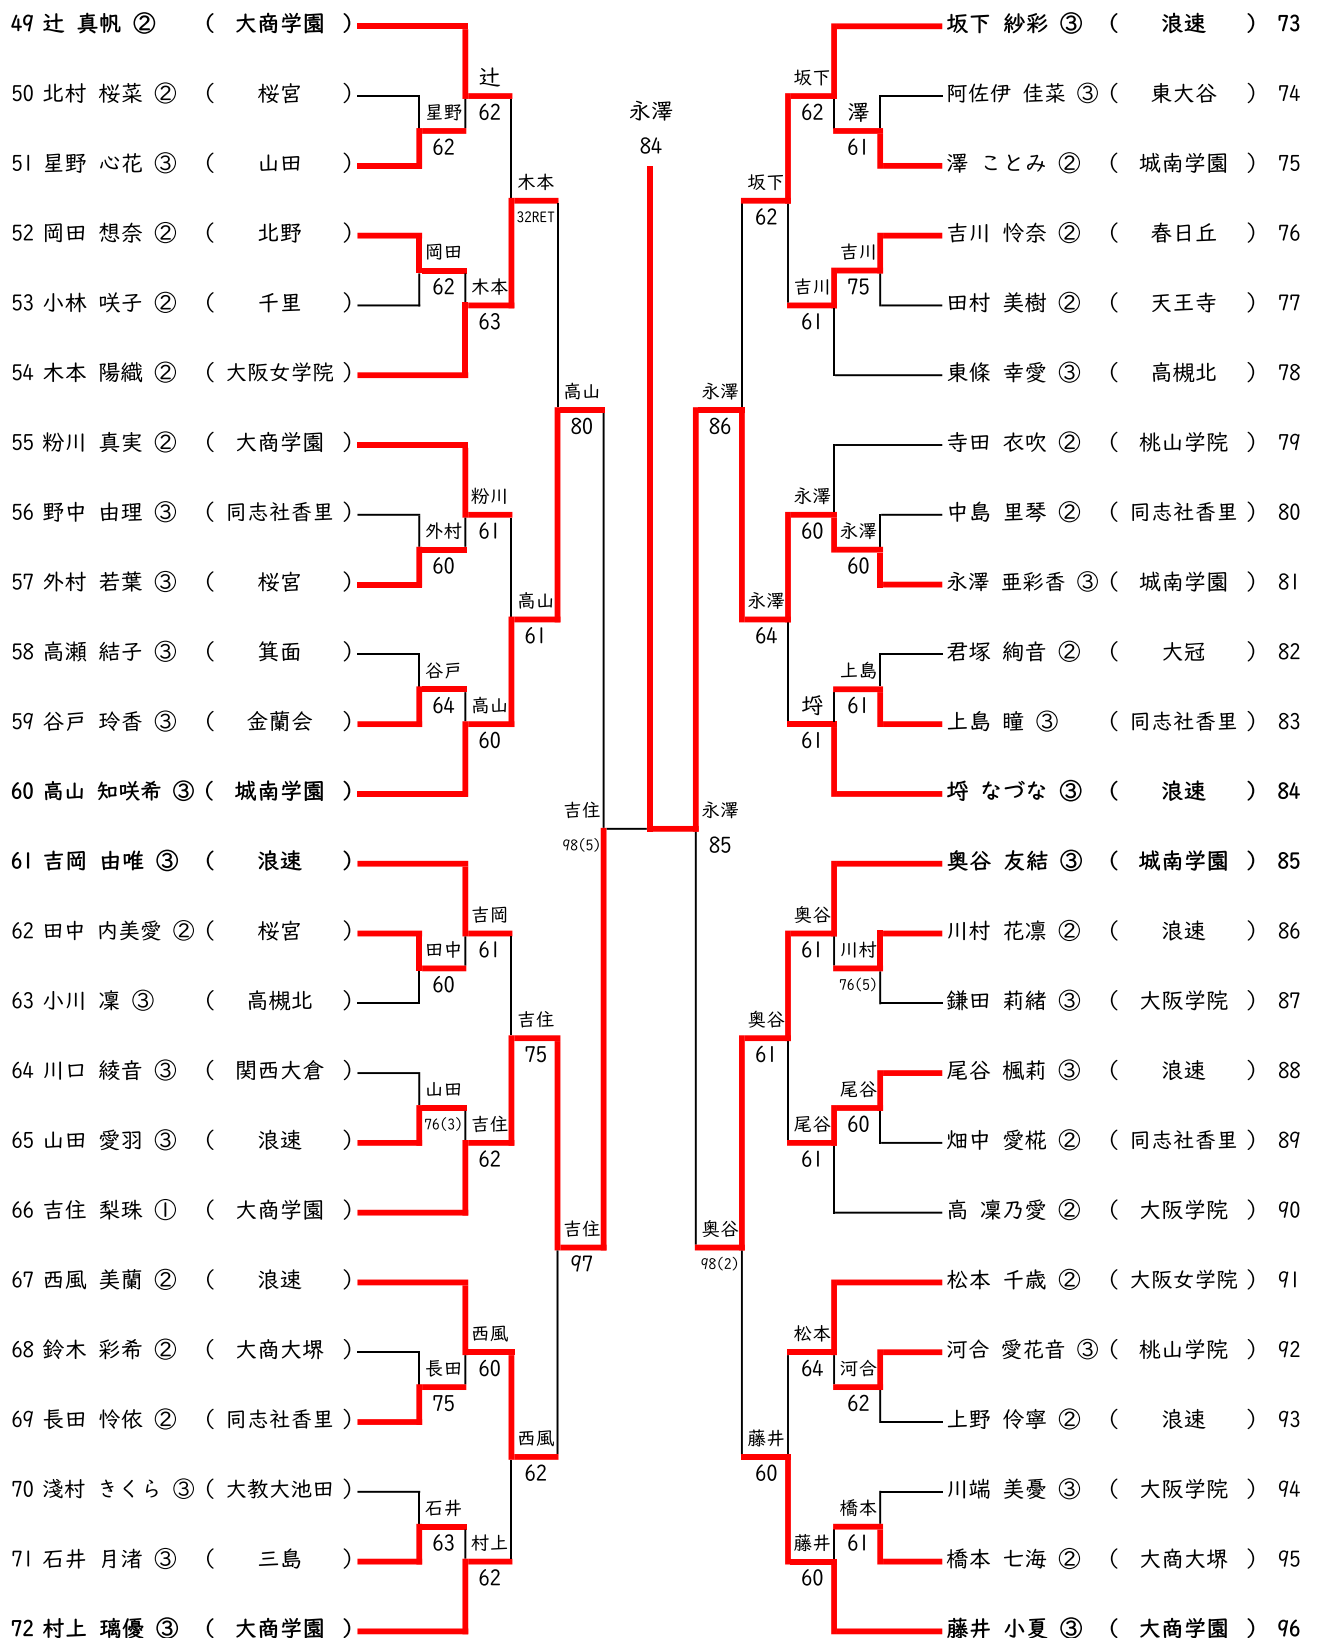 49 辻 真帆 ② ( 大商学園 )
50 北村 桜菜 ② ( 桜宮 )
51 星野 心花 ③ ( 山田 )
52 岡田 想奈 ② ( 北野 )
53 小林 咲子 ② ( 千里 )
54 木本 陽織 ② ( 大阪女学院 )
55 粉川 真実 ② ( 大商学園 )
56 野中 由理 ③ ( 同志社香里 )
57 外村 若葉 ③ ( 桜宮 )
58 高瀬 結子 ③ ( 箕面 )
59 谷戸 玲香 ③ ( 金蘭会 )
60 高山 知咲希 ③ ( 城南学園 )
61 吉岡 由唯 ③ ( 浪速 )
62 田中 内美愛 ② ( 桜宮 )
63 小川 凜 ③ ( 高槻北 )
64 川口 綾音 ③ ( 関西大倉 )
65 山田 愛羽 ③ ( 浪速 )
66 吉住 梨珠 ① ( 大商学園 )
67 西風 美蘭 ② ( 浪速 )
68 鈴木 彩希 ② ( 大商大堺 )
69 長田 怜依 ② ( 同志社香里 )
70 淺村 きくら ③ ( 大教大池田 )
71 石井 月渚 ③ ( 三島 )
72 村上 璃優 ③ ( 大商学園 )
星野
62
岡田
62
外村
60
谷戸
64
田中
60
山田
76(3)
長田
75
石井
63
辻
62
木本
63
粉川
61
高山
60
吉岡
61
吉住
62
西風
60
村上
62
木本
32RET
高山
61
吉住
75
西風
62
高山
80
吉住
97
吉住
98(5)
永澤
84
永澤
85
永澤
86
奥谷
98(2)
坂下
62
永澤
64
奥谷
61
藤井
60
坂下
62
吉川
61
永澤
60
埒
61
奥谷
61
尾谷
61
松本
64
藤井
60
澤
61
吉川
75
永澤
60
上島
61
川村
76(5)
尾谷
60
河合
62
橋本
61
坂下 紗彩 ③ ( 浪速 ) 73
阿佐伊 佳菜 ③ ( 東大谷 ) 74
澤 ことみ ② ( 城南学園 ) 75
吉川 怜奈 ② ( 春日丘 ) 76
田村 美樹 ② ( 天王寺 ) 77
東條 幸愛 ③ ( 高槻北 ) 78
寺田 衣吹 ② ( 桃山学院 ) 79
中島 里琴 ② ( 同志社香里 ) 80
永澤 亜彩香 ③ ( 城南学園 ) 81
君塚 絢音 ② ( 大冠 ) 82
上島 瞳 ③ ( 同志社香里 ) 83
埒 なづな ③ ( 浪速 ) 84
奥谷 友結 ③ ( 城南学園 ) 85
川村 花凛 ② ( 浪速 ) 86
鎌田 莉緒 ③ ( 大阪学院 ) 87
尾谷 楓莉 ③ ( 浪速 ) 88
畑中 愛椛 ② ( 同志社香里 ) 89
高 凜乃愛 ② ( 大阪学院 ) 90
松本 千歳 ② ( 大阪女学院 ) 91
河合 愛花音 ③ ( 桃山学院 ) 92
上野 伶寧 ② ( 浪速 ) 93
川端 美憂 ③ ( 大阪学院 ) 94
橋本 七海 ② ( 大商大堺 ) 95
藤井 小夏 ③ ( 大商学園 ) 96